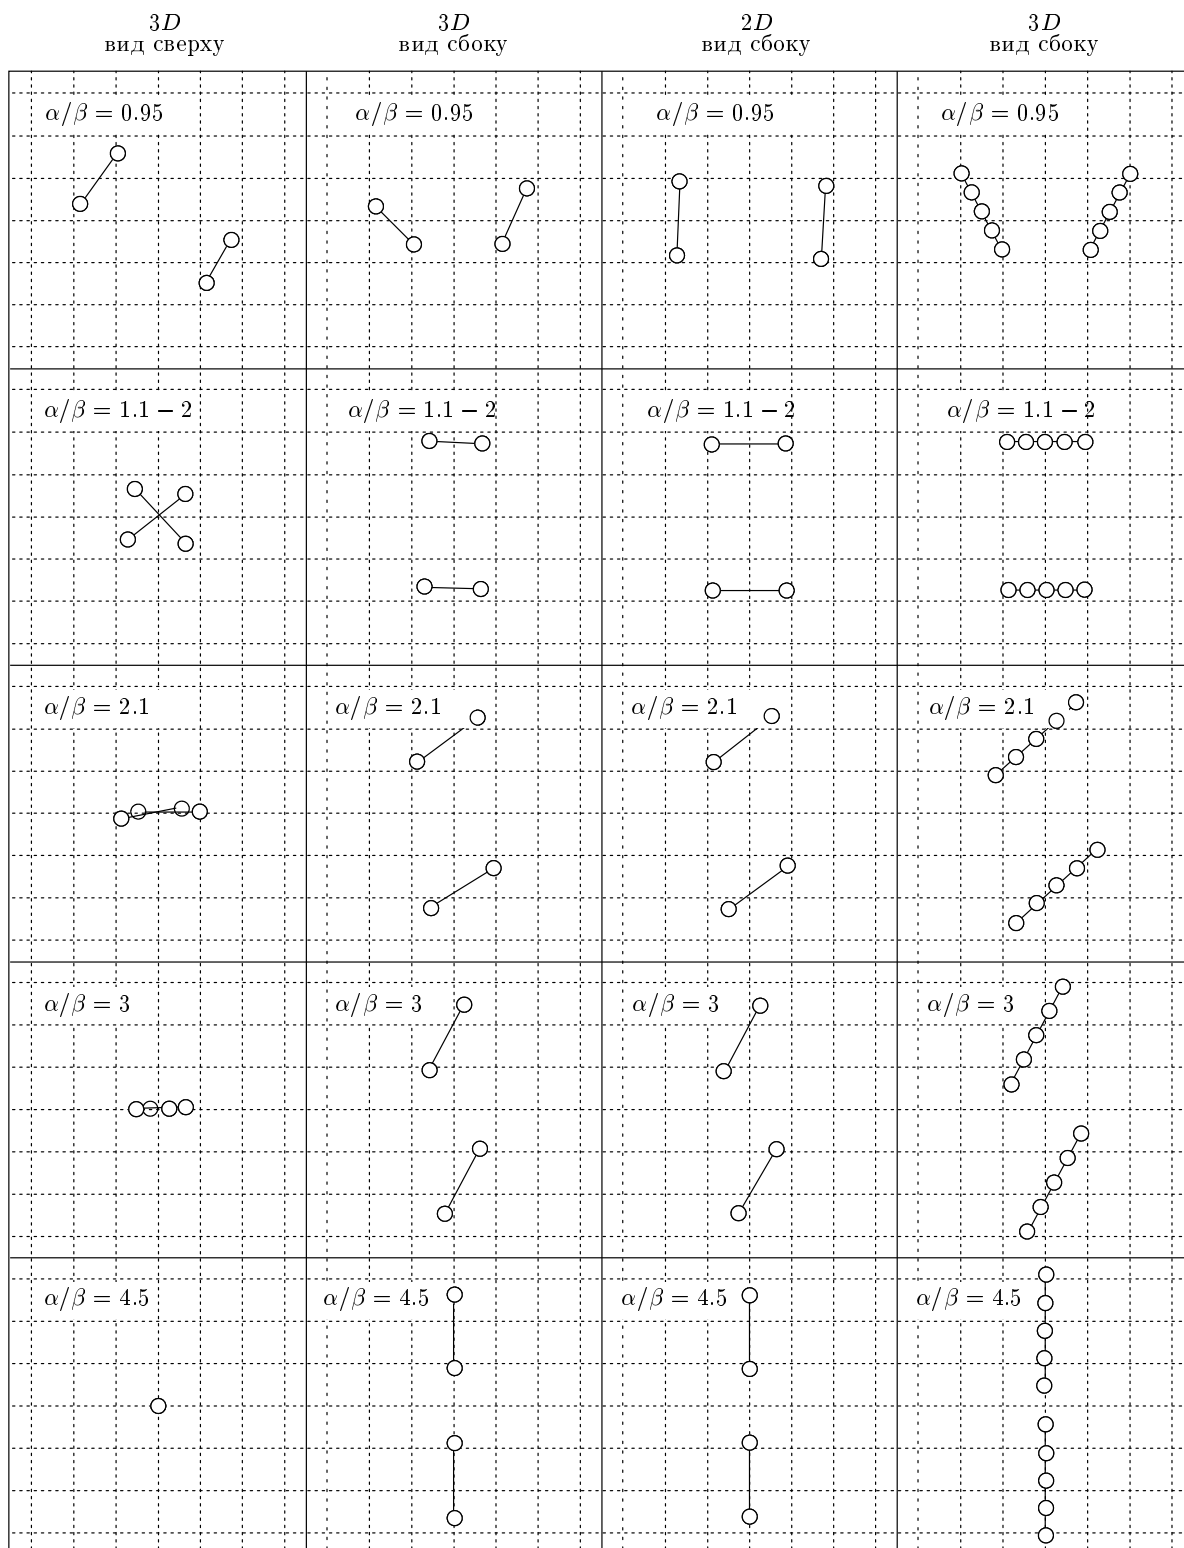 3D 3D 2D 3D
вид сверху вид сбоку вид сбоку вид сбоку
α/β = 0.95 α/β = 0.95 α/β = 0.95 α/β = 0.95
α/β = 1.1 − 2 α/β = 1.1 − 2 α/β = 1.1 − 2 α/β = 1.1 − 2
α/β = 2.1 α/β = 2.1 α/β = 2.1 α/β = 2.1
α/β = 3 α/β = 3 α/β = 3 α/β = 3
α/β = 4.5 α/β = 4.5 α/β = 4.5 α/β = 4.5